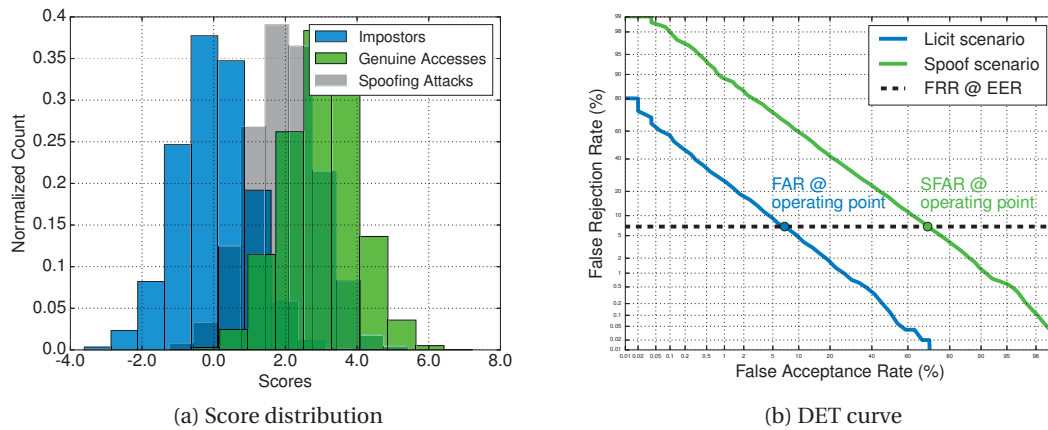 0.4
0.35
0.3
0.25
0.2
0.15
0.1
0.05
0.0
-4.0 -2.0 0.0 2.0 4.0 6.0 8.0
Scores
Normalized Count
Impostors
Genuine Accesses
Spoofing Attacks
(a) Score distribution
99
98
95
90
80
60
40
20
10
5
2
1
0.5
0.2
0.1
0.05
0.02
0.01
0.01 0.02 0.05 0.1 0.2 0.5 1 2 5 10 20 40 60 80 90 95 98
False Acceptance Rate (%)
False Rejection Rate (%)
Licit scenario
Spoof scenario
FRR @ EER
FAR @
operating point
SFAR @
operating point
(b) DET curve